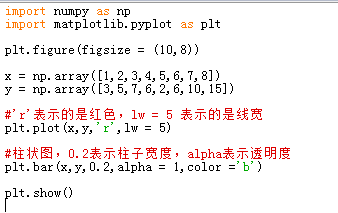 import numpy as np
import matplotlib.pyplot as plt
plt.figure(figsize = (10,8))
x = np.array([1,2,3,4,5,6,7,8])
y = np.array([3,5,7,6,2,6,10,15])
#'r'表示的是红色，lw = 5 表示的是线宽
plt.plot(x,y,'r',lw = 5)
#柱状图，0.2表示柱子宽度，alpha表示透明度
plt.bar(x,y,0.2,alpha = 1,color ='b')
plt.show()